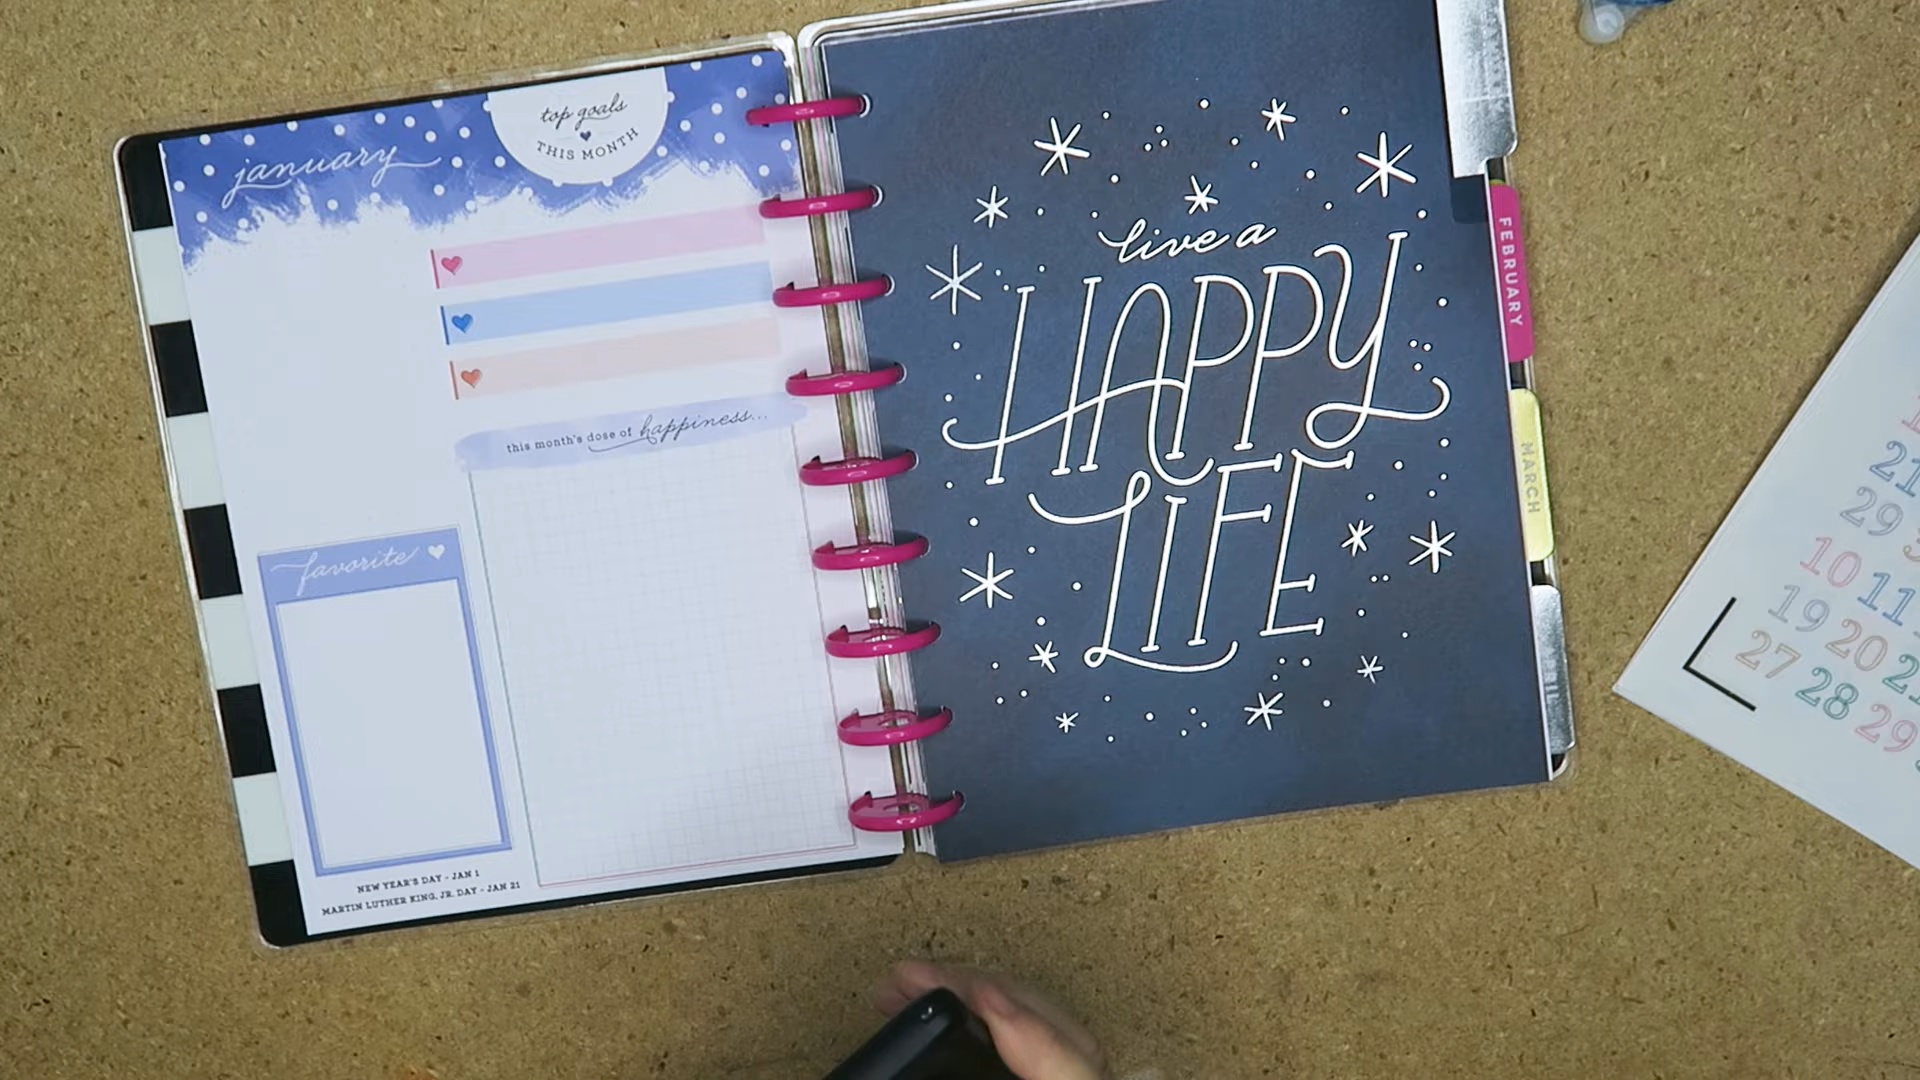 january
top goals
THIS MONTH
this month's dose of happiness...
favorite
NEW YEAR'S DAY - JAN 1
MARTIN LUTHER KING, JR. DAY - JAN 21
live a
HAPPY
LIFE
FEBRUARY
MARCH
21
29
10 11
19 20
27 28 29